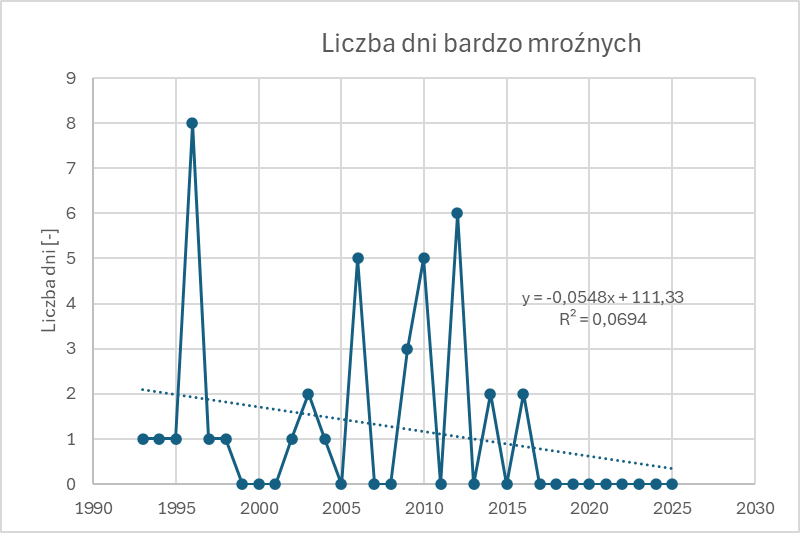 Liczba dni bardzo mroźnych
9
8
7
6
5
4
3
2
1
0
Liczba dni [-]
y = -0,0548x + 111,33
R² = 0,0694
1990 1995 2000 2005 2010 2015 2020 2025 2030